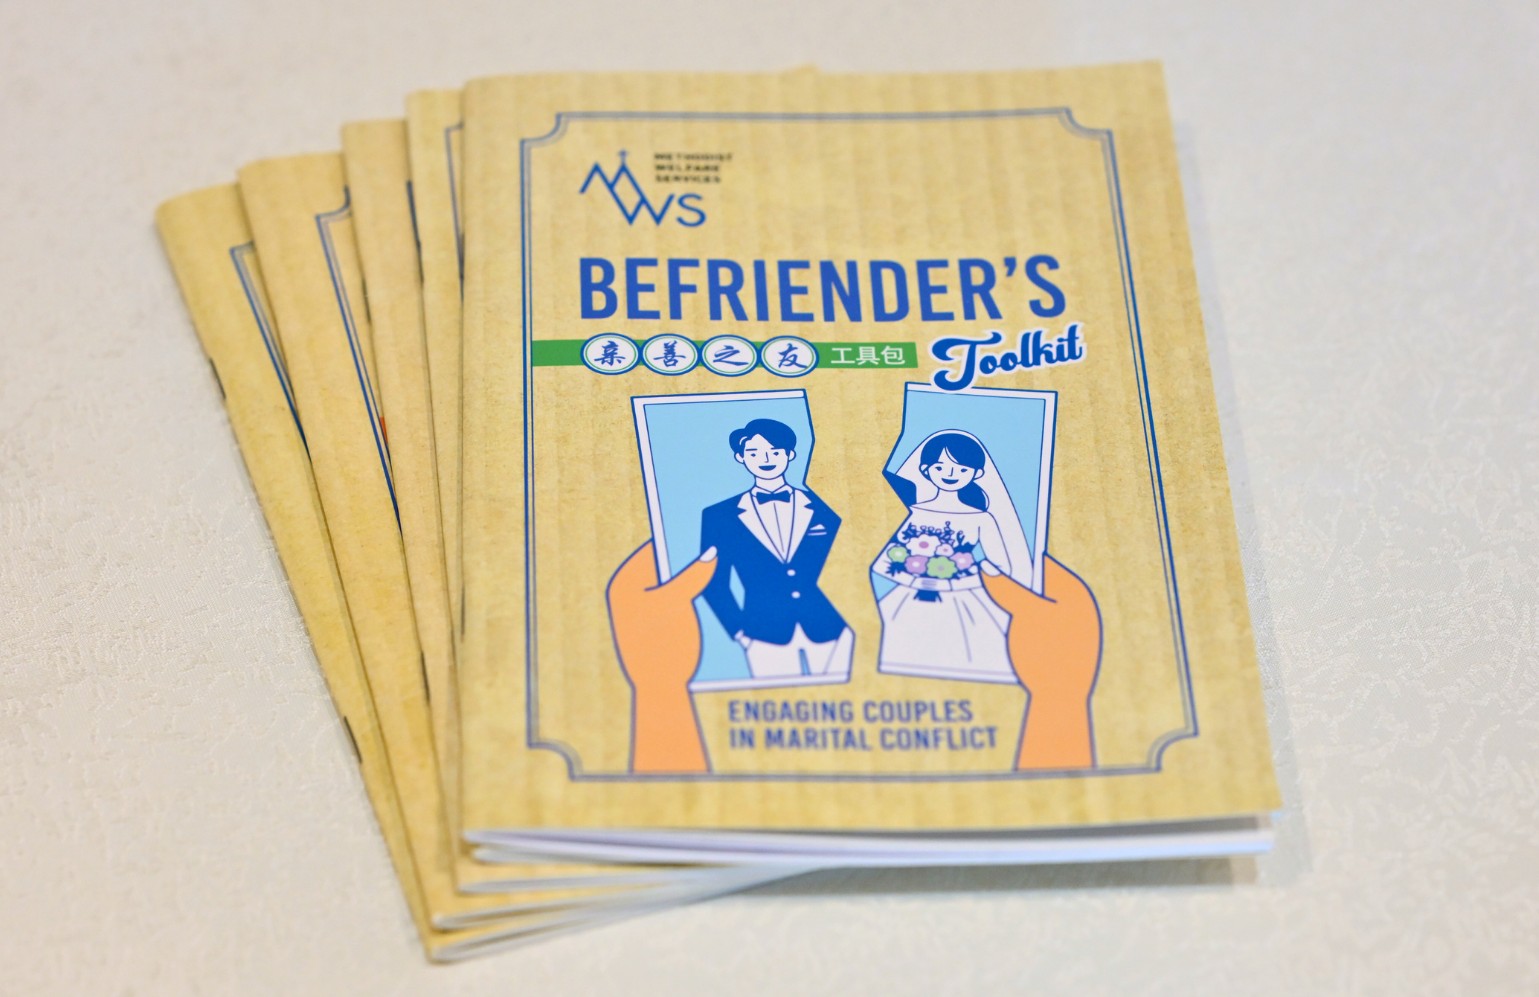 METHODIST
WELFARE
SERVICES
MWS
BEFRIENDER'S
亲善之友 工具包
Toolkit
ENGAGING COUPLES
IN MARITAL CONFLICT